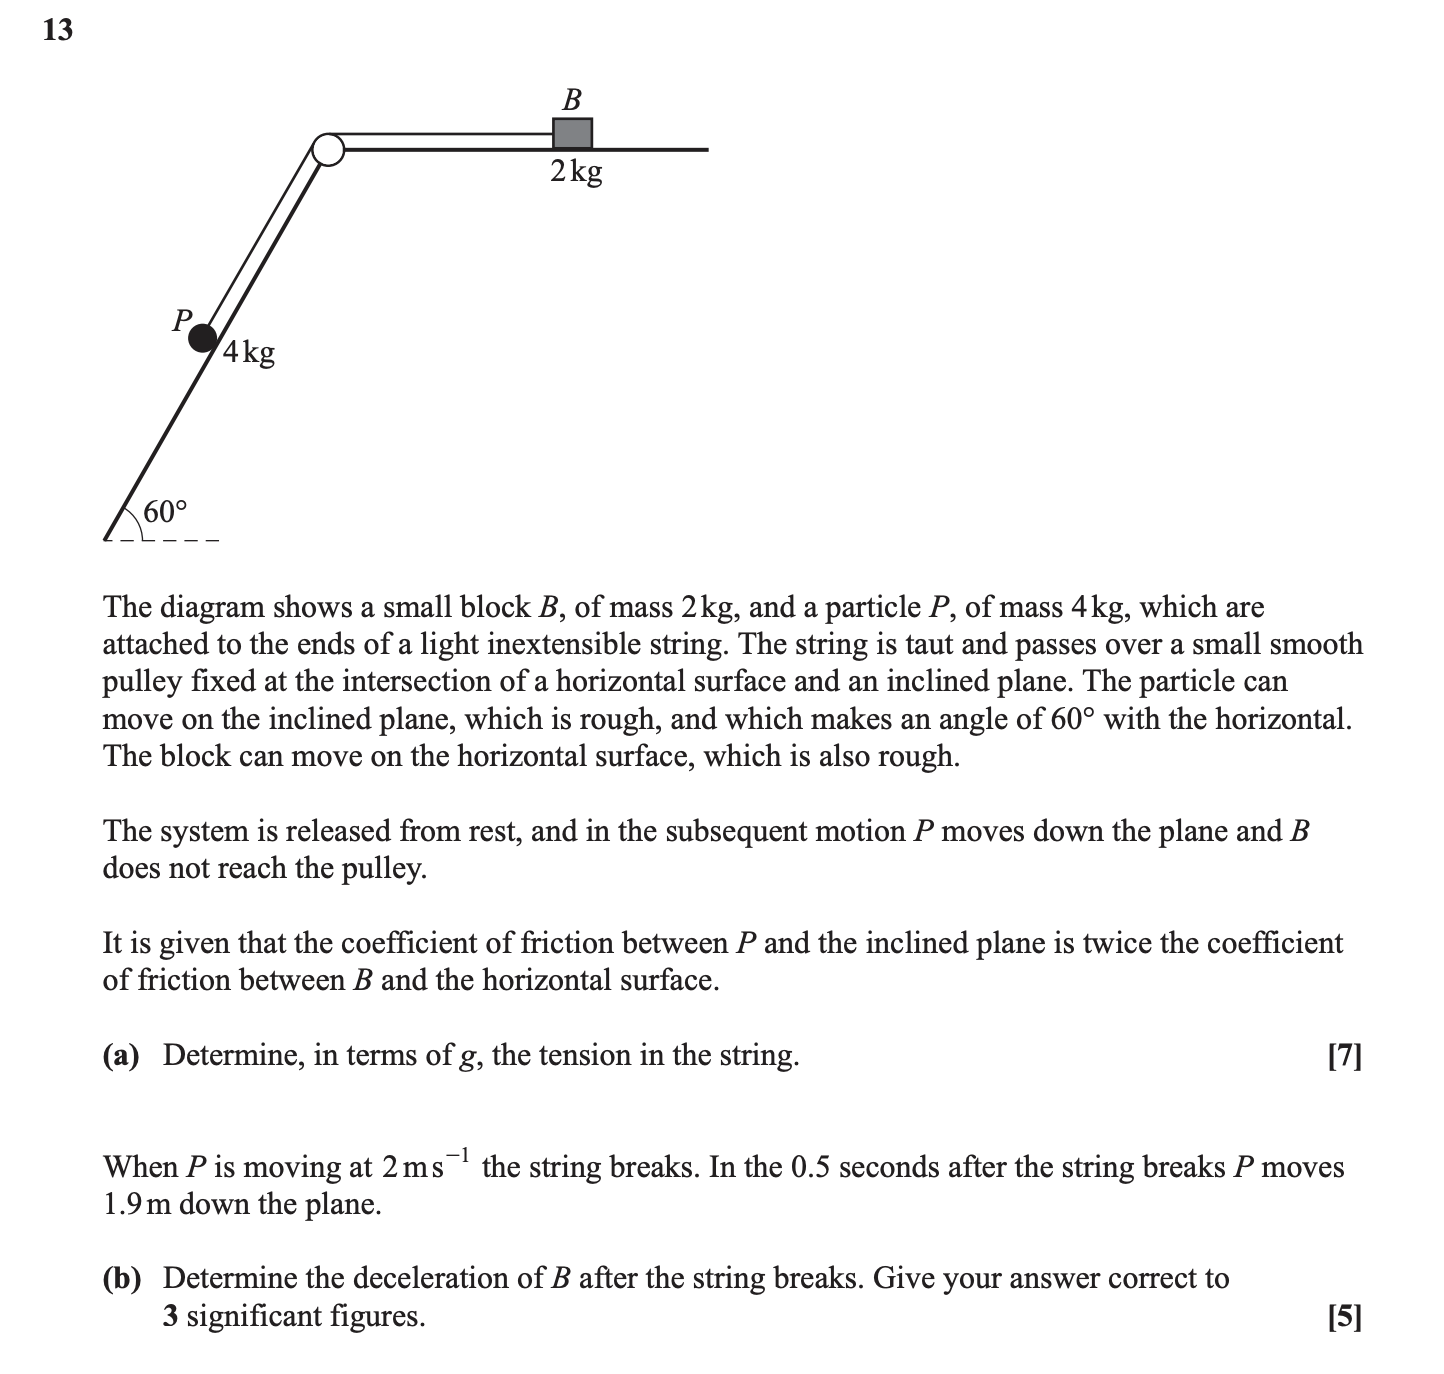 13
B
2 kg
P
4 kg
60°
The diagram shows a small block B, of mass 2 kg, and a particle P, of mass 4 kg, which are
attached to the ends of a light inextensible string. The string is taut and passes over a small smooth
pulley fixed at the intersection of a horizontal surface and an inclined plane. The particle can
move on the inclined plane, which is rough, and which makes an angle of 60° with the horizontal.
The block can move on the horizontal surface, which is also rough.
The system is released from rest, and in the subsequent motion P moves down the plane and B
does not reach the pulley.
It is given that the coefficient of friction between P and the inclined plane is twice the coefficient
of friction between B and the horizontal surface.
(a) Determine, in terms of g, the tension in the string. [7]
When P is moving at 2 m s⁻¹ the string breaks. In the 0.5 seconds after the string breaks P moves
1.9 m down the plane.
(b) Determine the deceleration of B after the string breaks. Give your answer correct to
3 significant figures. [5]